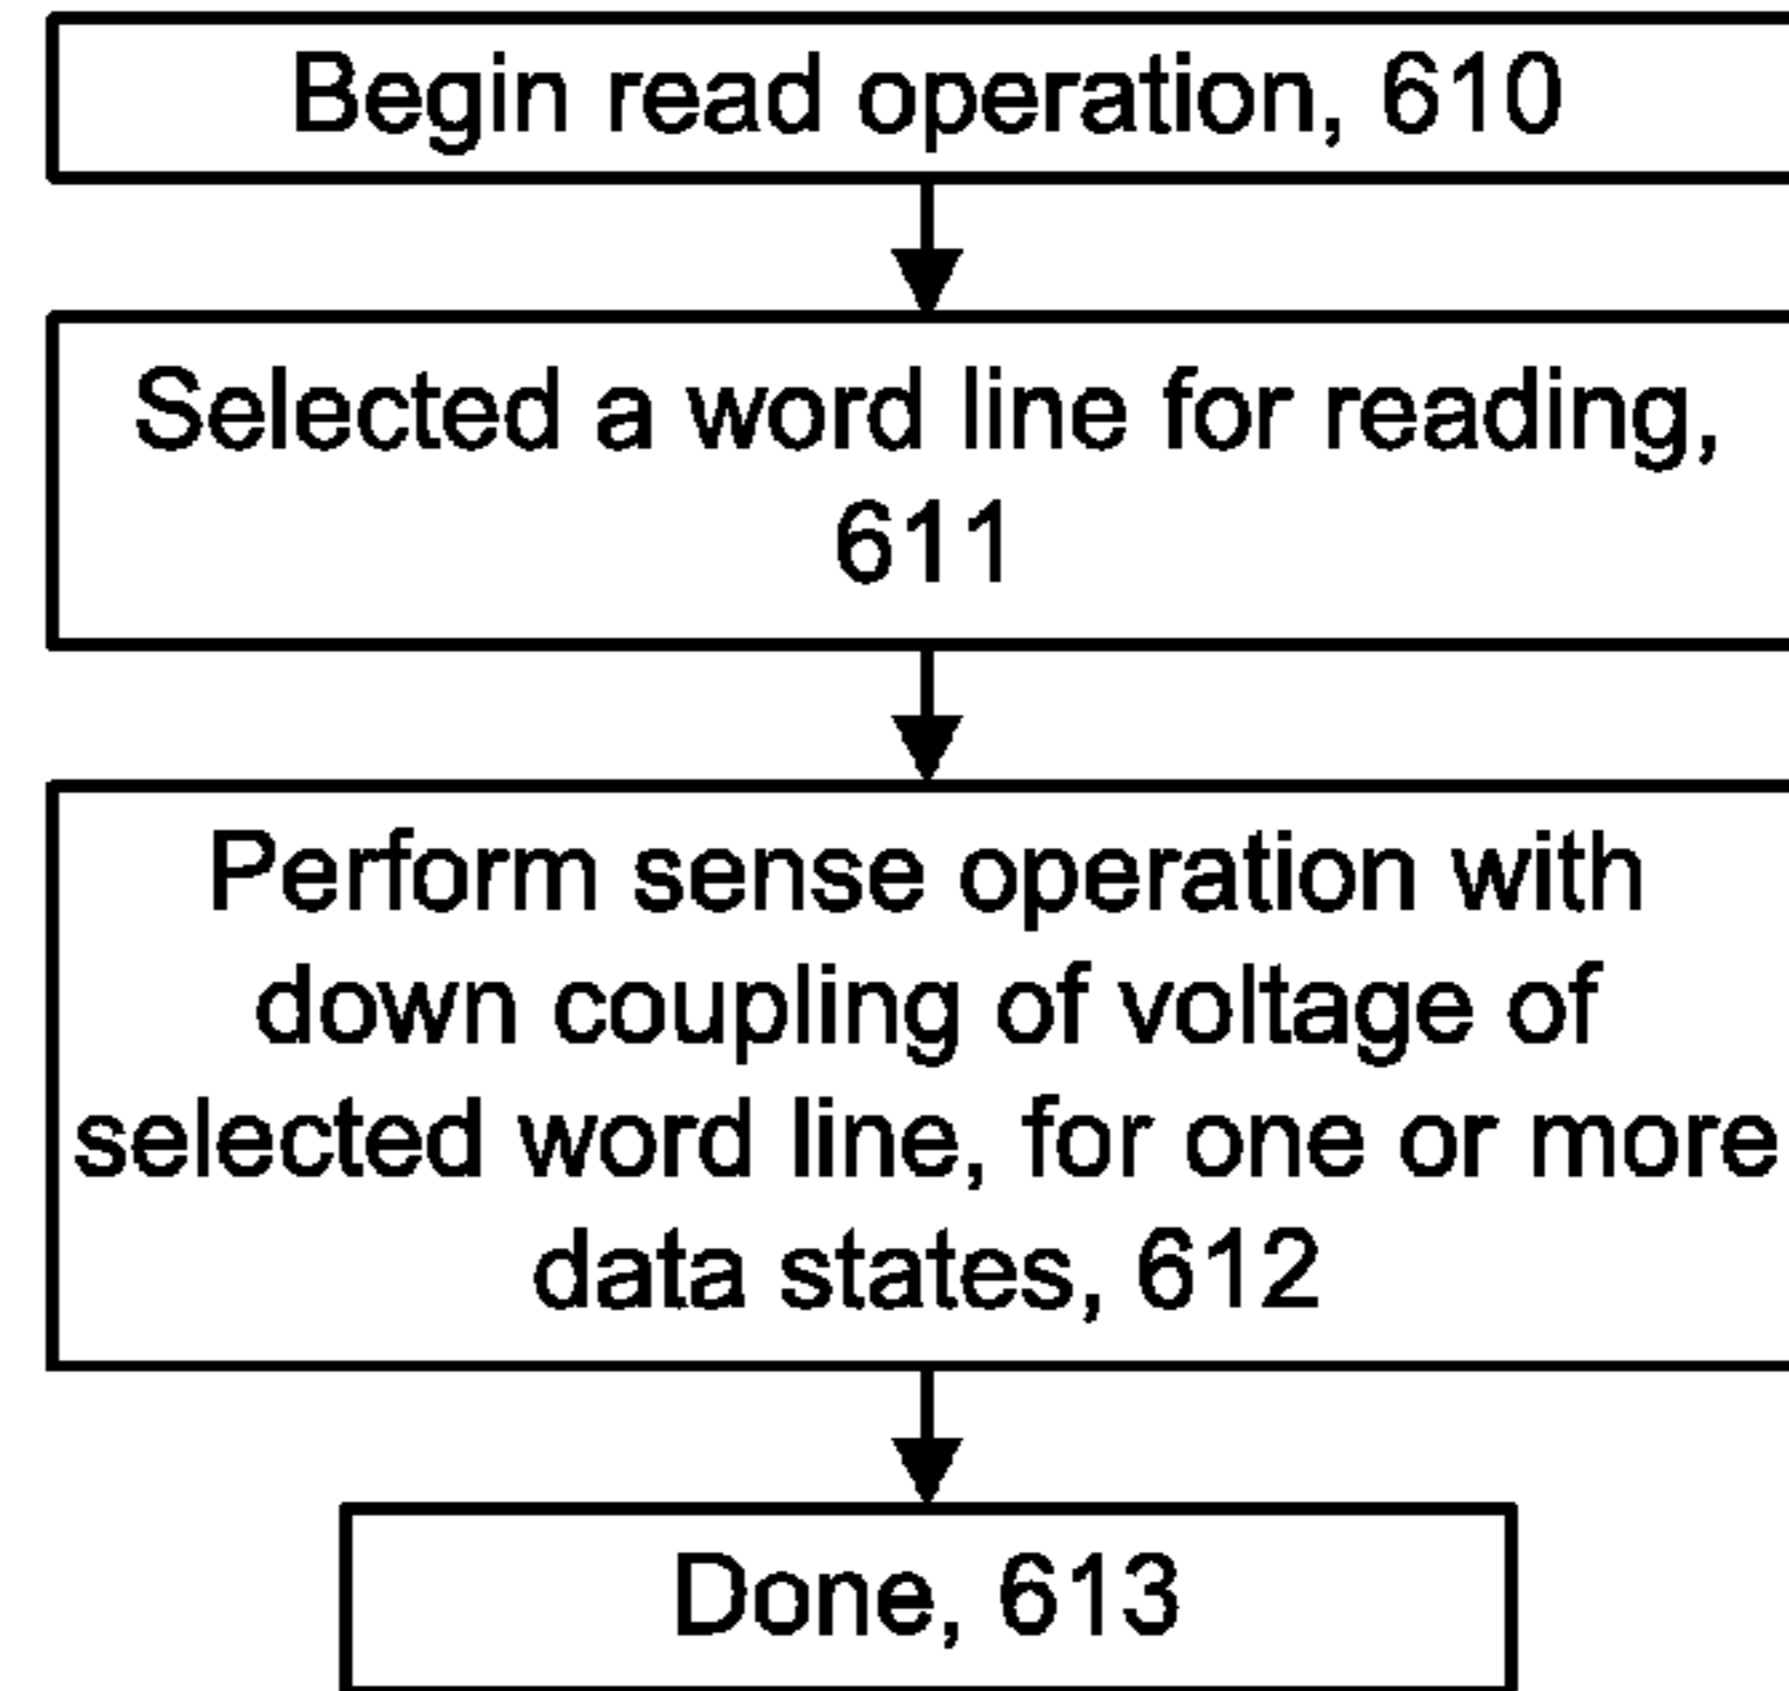 Begin read operation, 610
Selected a word line for reading,
611
Perform sense operation with
down coupling of voltage of
selected word line, for one or more
data states, 612
Done, 613